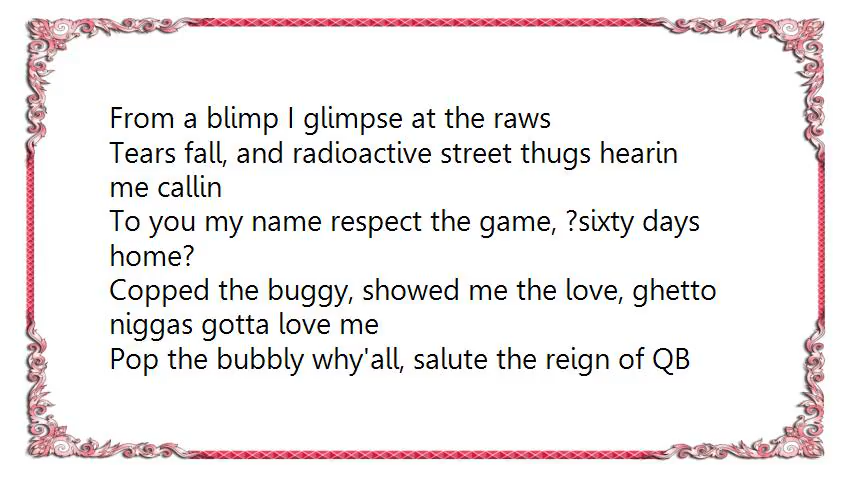 From a blimp I glimpse at the raws
Tears fall, and radioactive street thugs hearin
me callin
To you my name respect the game, ?sixty days
home?
Copped the buggy, showed me the love, ghetto
niggas gotta love me
Pop the bubbly why'all, salute the reign of QB